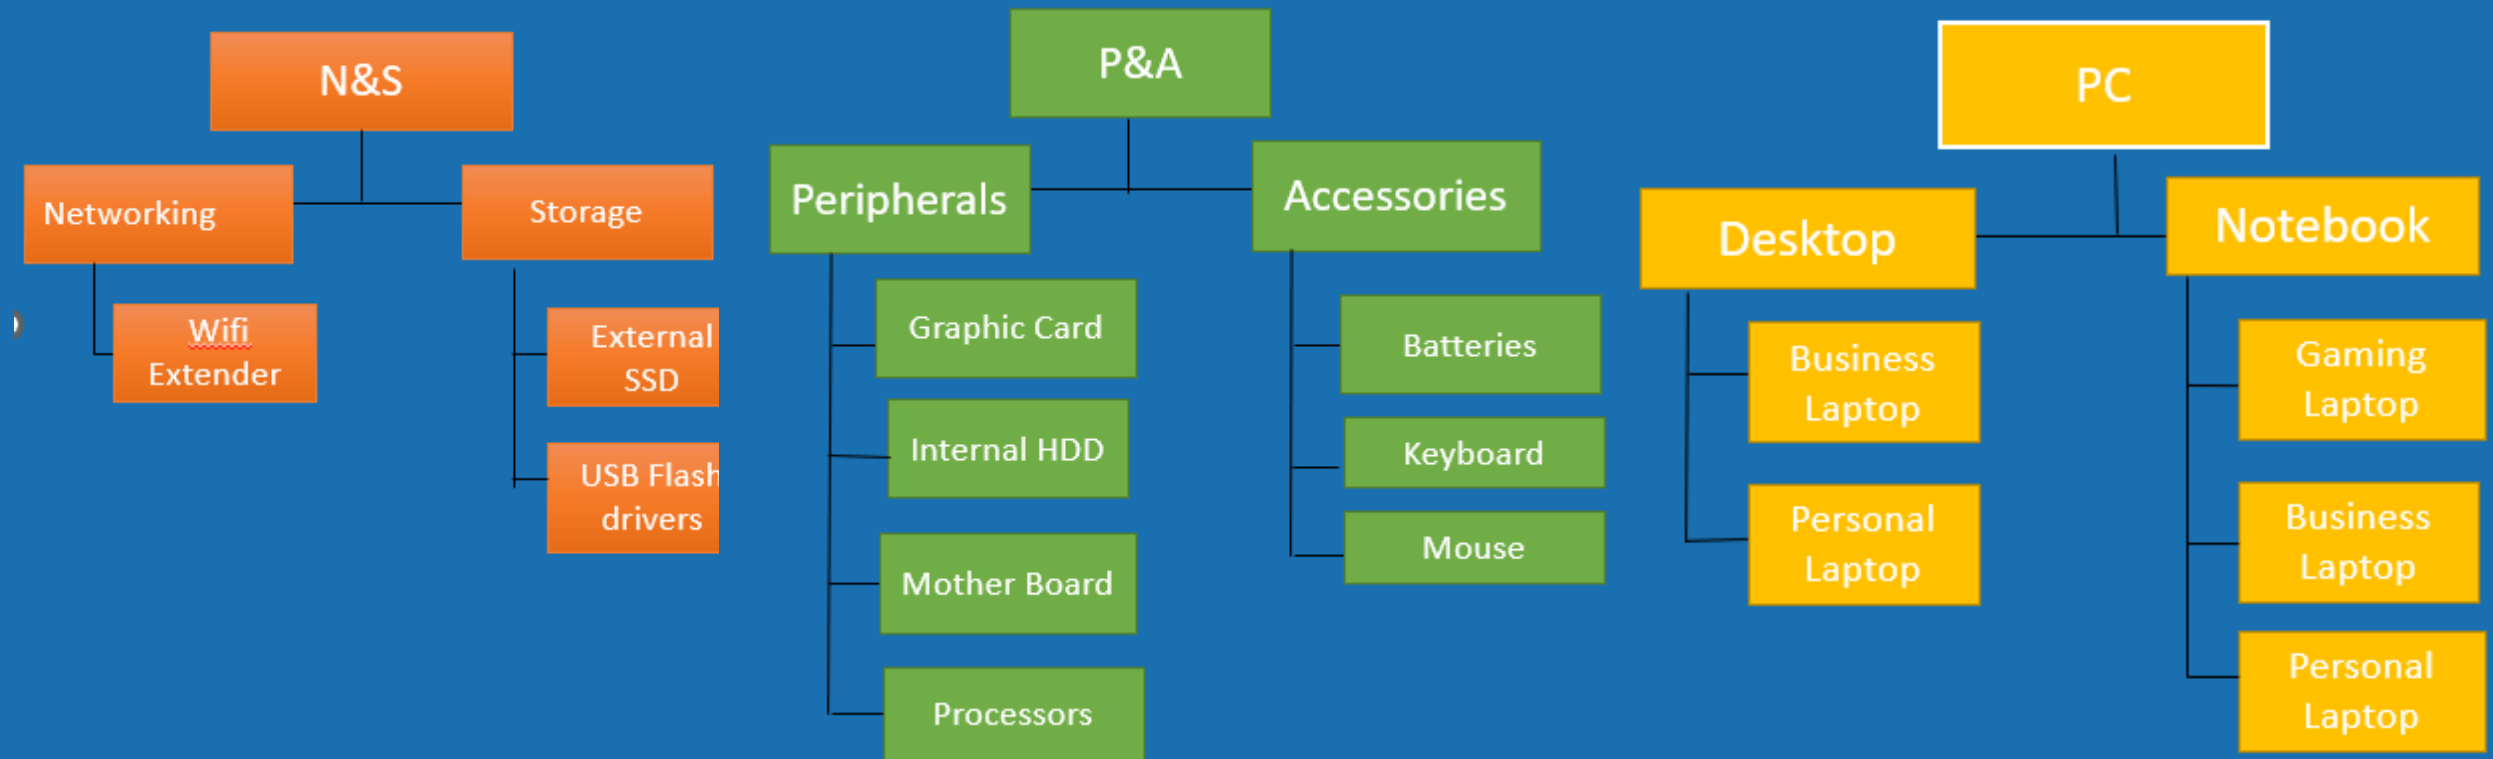 N&S
Networking
Storage
Wifi
Extender
External
SSD
USB Flash
drivers
P&A
Peripherals
Accessories
Graphic Card
Internal HDD
Mother Board
Processors
Batteries
Keyboard
Mouse
PC
Desktop
Notebook
Business
Laptop
Personal
Laptop
Gaming
Laptop
Business
Laptop
Personal
Laptop